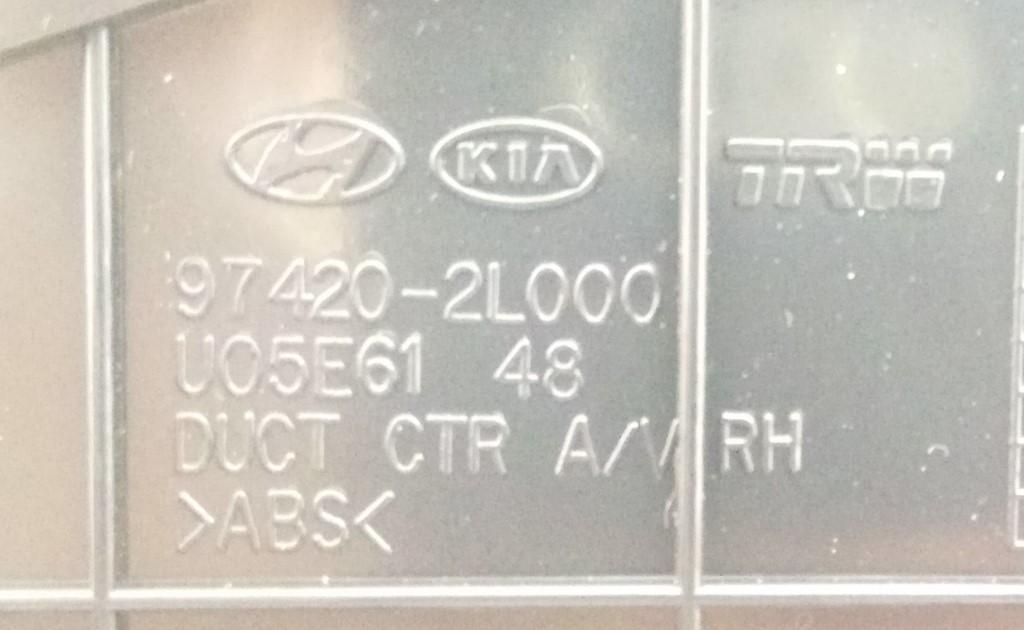 KIA TRW
97420-2L000
U05E61 48
DUCT CTR A/V RH
>ABS<